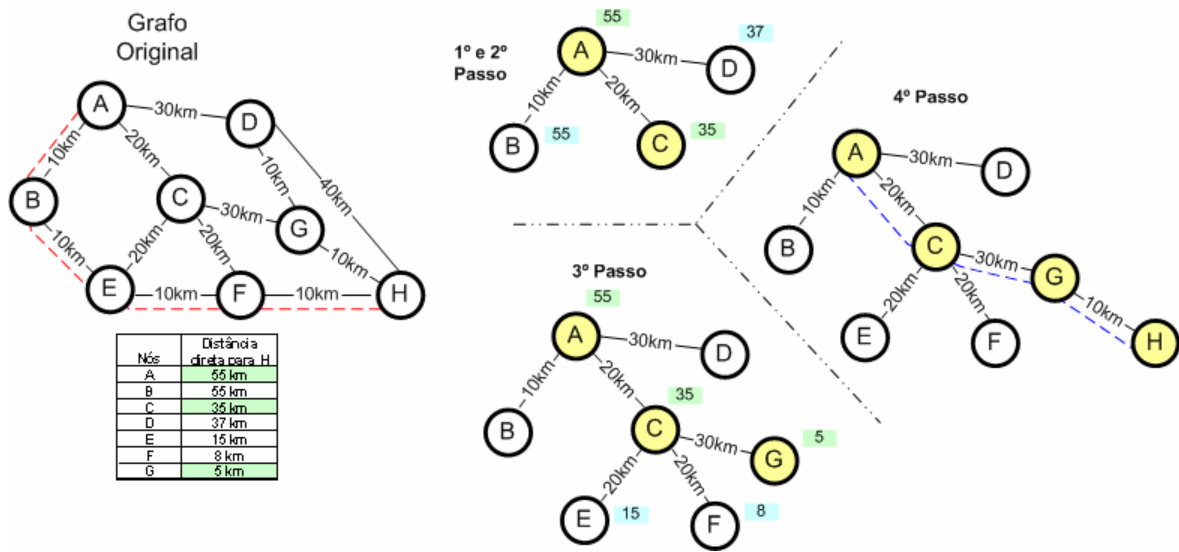 Grafo
Original
A
30km
D
10km
20km
10km
40km
B
C
30km
G
10km
20km
20km
10km
E
10km
F
10km
H
Nós
Distância
direta para H
A 55 km
B 55 km
C 35 km
D 37 km
E 15 km
F 8 km
G 5 km
1º e 2º
Passo
55
37
A
30km
D
10km
20km
B
55
C
35
3º Passo
55
A
30km
D
10km
20km
35
B
C
30km
G
5
20km
20km
E
15
F
8
4º Passo
A
30km
D
10km
20km
B
C
30km
G
20km
20km
10km
E
F
H